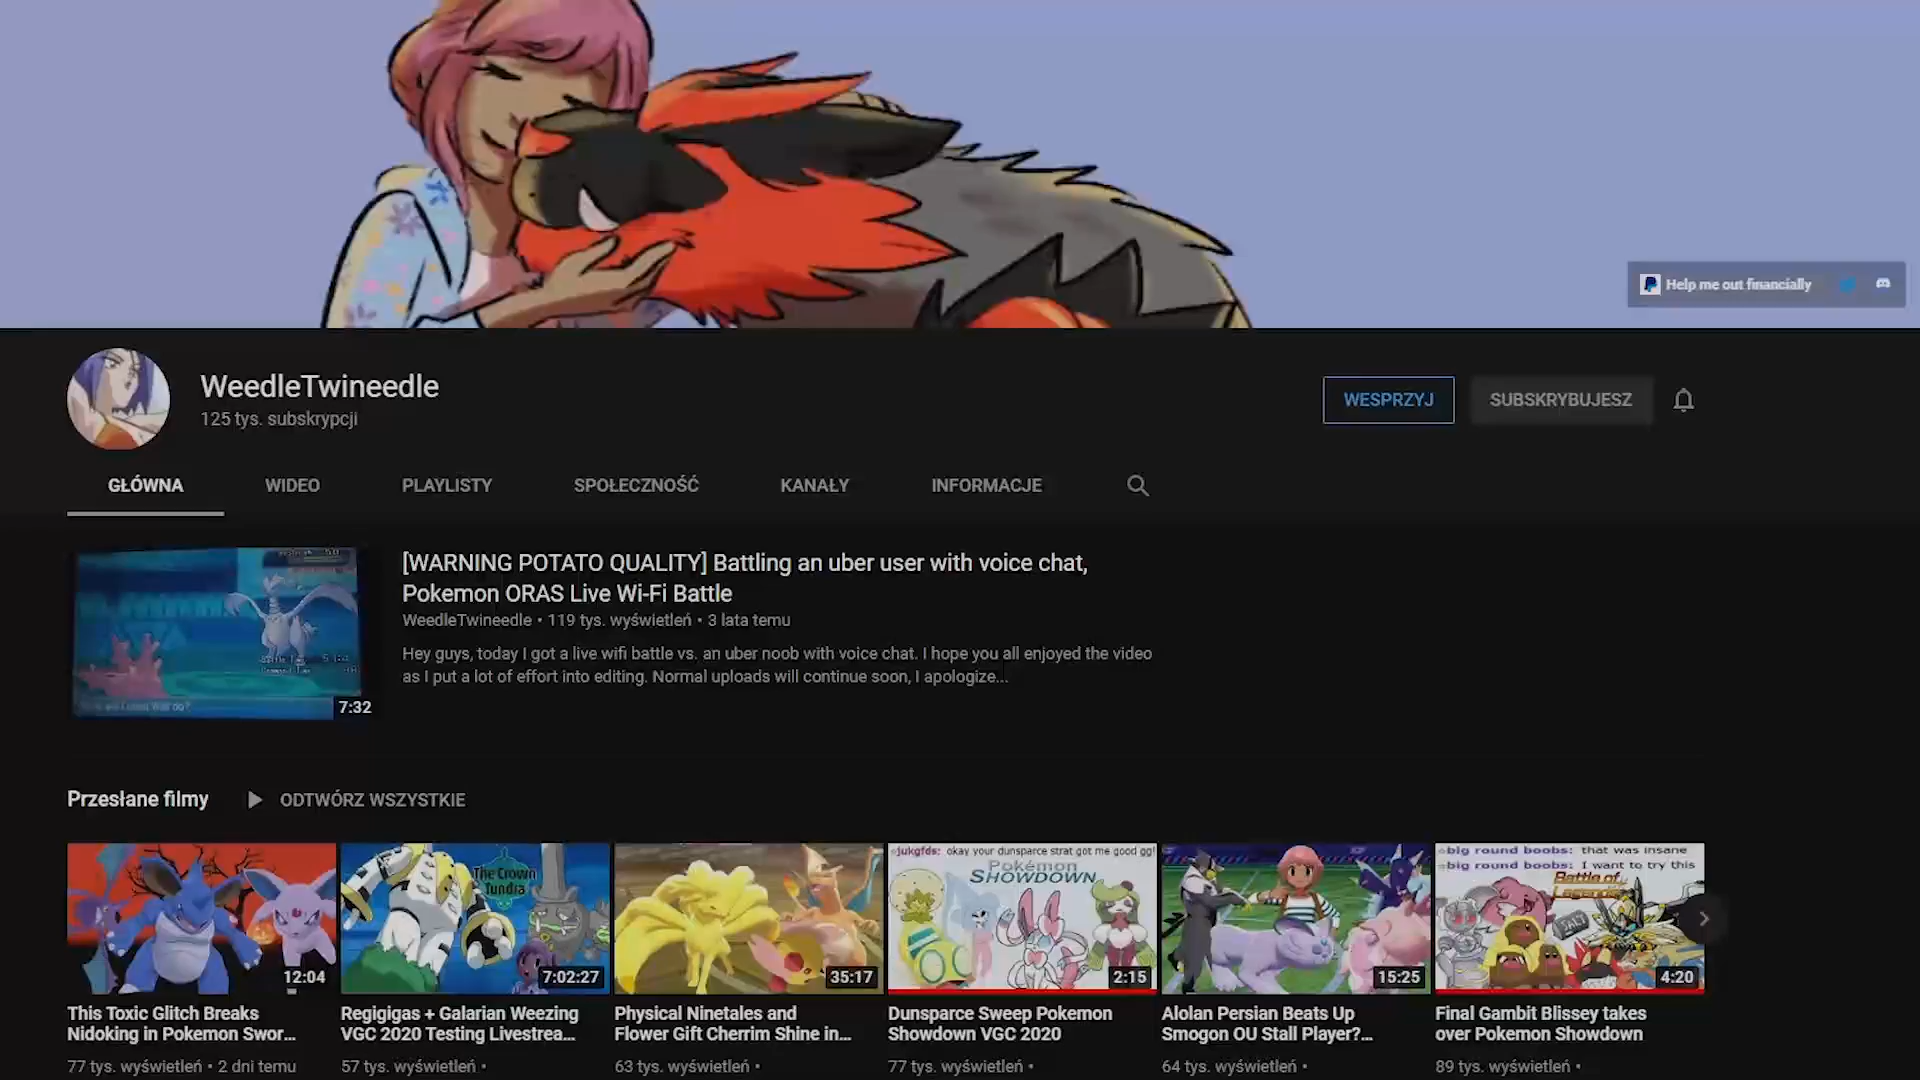 Help me out financially
WeedleTwineedle
125 tys. subskrypcji
WESPRZYJ
SUBSKRYBUJESZ
GŁÓWNA
WIDEO
PLAYLISTY
SPOŁECZNOŚĆ
KANAŁY
INFORMACJE
[WARNING POTATO QUALITY] Battling an uber user with voice chat,
Pokemon ORAS Live Wi-Fi Battle
WeedleTwineedle • 119 tys. wyświetleń • 3 lata temu
Hey guys, today I got a live wifi battle vs. an uber noob with voice chat. I hope you all enjoyed the video
as I put a lot of effort into editing. Normal uploads will continue soon, I apologize...
7:32
Przesłane filmy
ODTWÓRZ WSZYSTKIE
12:04
The Crown
Tundra
7:02:27
35:17
jukgfds: okay your dunsparce strat got me good gg!
Pokémon
SHOWDOWN
2:15
15:25
big round boobs: that was insane
big round boobs: I want to try this
Battle of
SALT
4:20
This Toxic Glitch Breaks
Nidoking in Pokemon Swor...
77 tys. wyświetleń • 2 dni temu
Regigigas + Galarian Weezing
VGC 2020 Testing Livestrea...
57 tys. wyświetleń •
Physical Ninetales and
Flower Gift Cherrim Shine in...
63 tys. wyświetleń •
Dunsparce Sweep Pokemon
Showdown VGC 2020
77 tys. wyświetleń •
Alolan Persian Beats Up
Smogon OU Stall Player?...
64 tys. wyświetleń •
Final Gambit Blissey takes
over Pokemon Showdown
89 tys. wyświetleń •